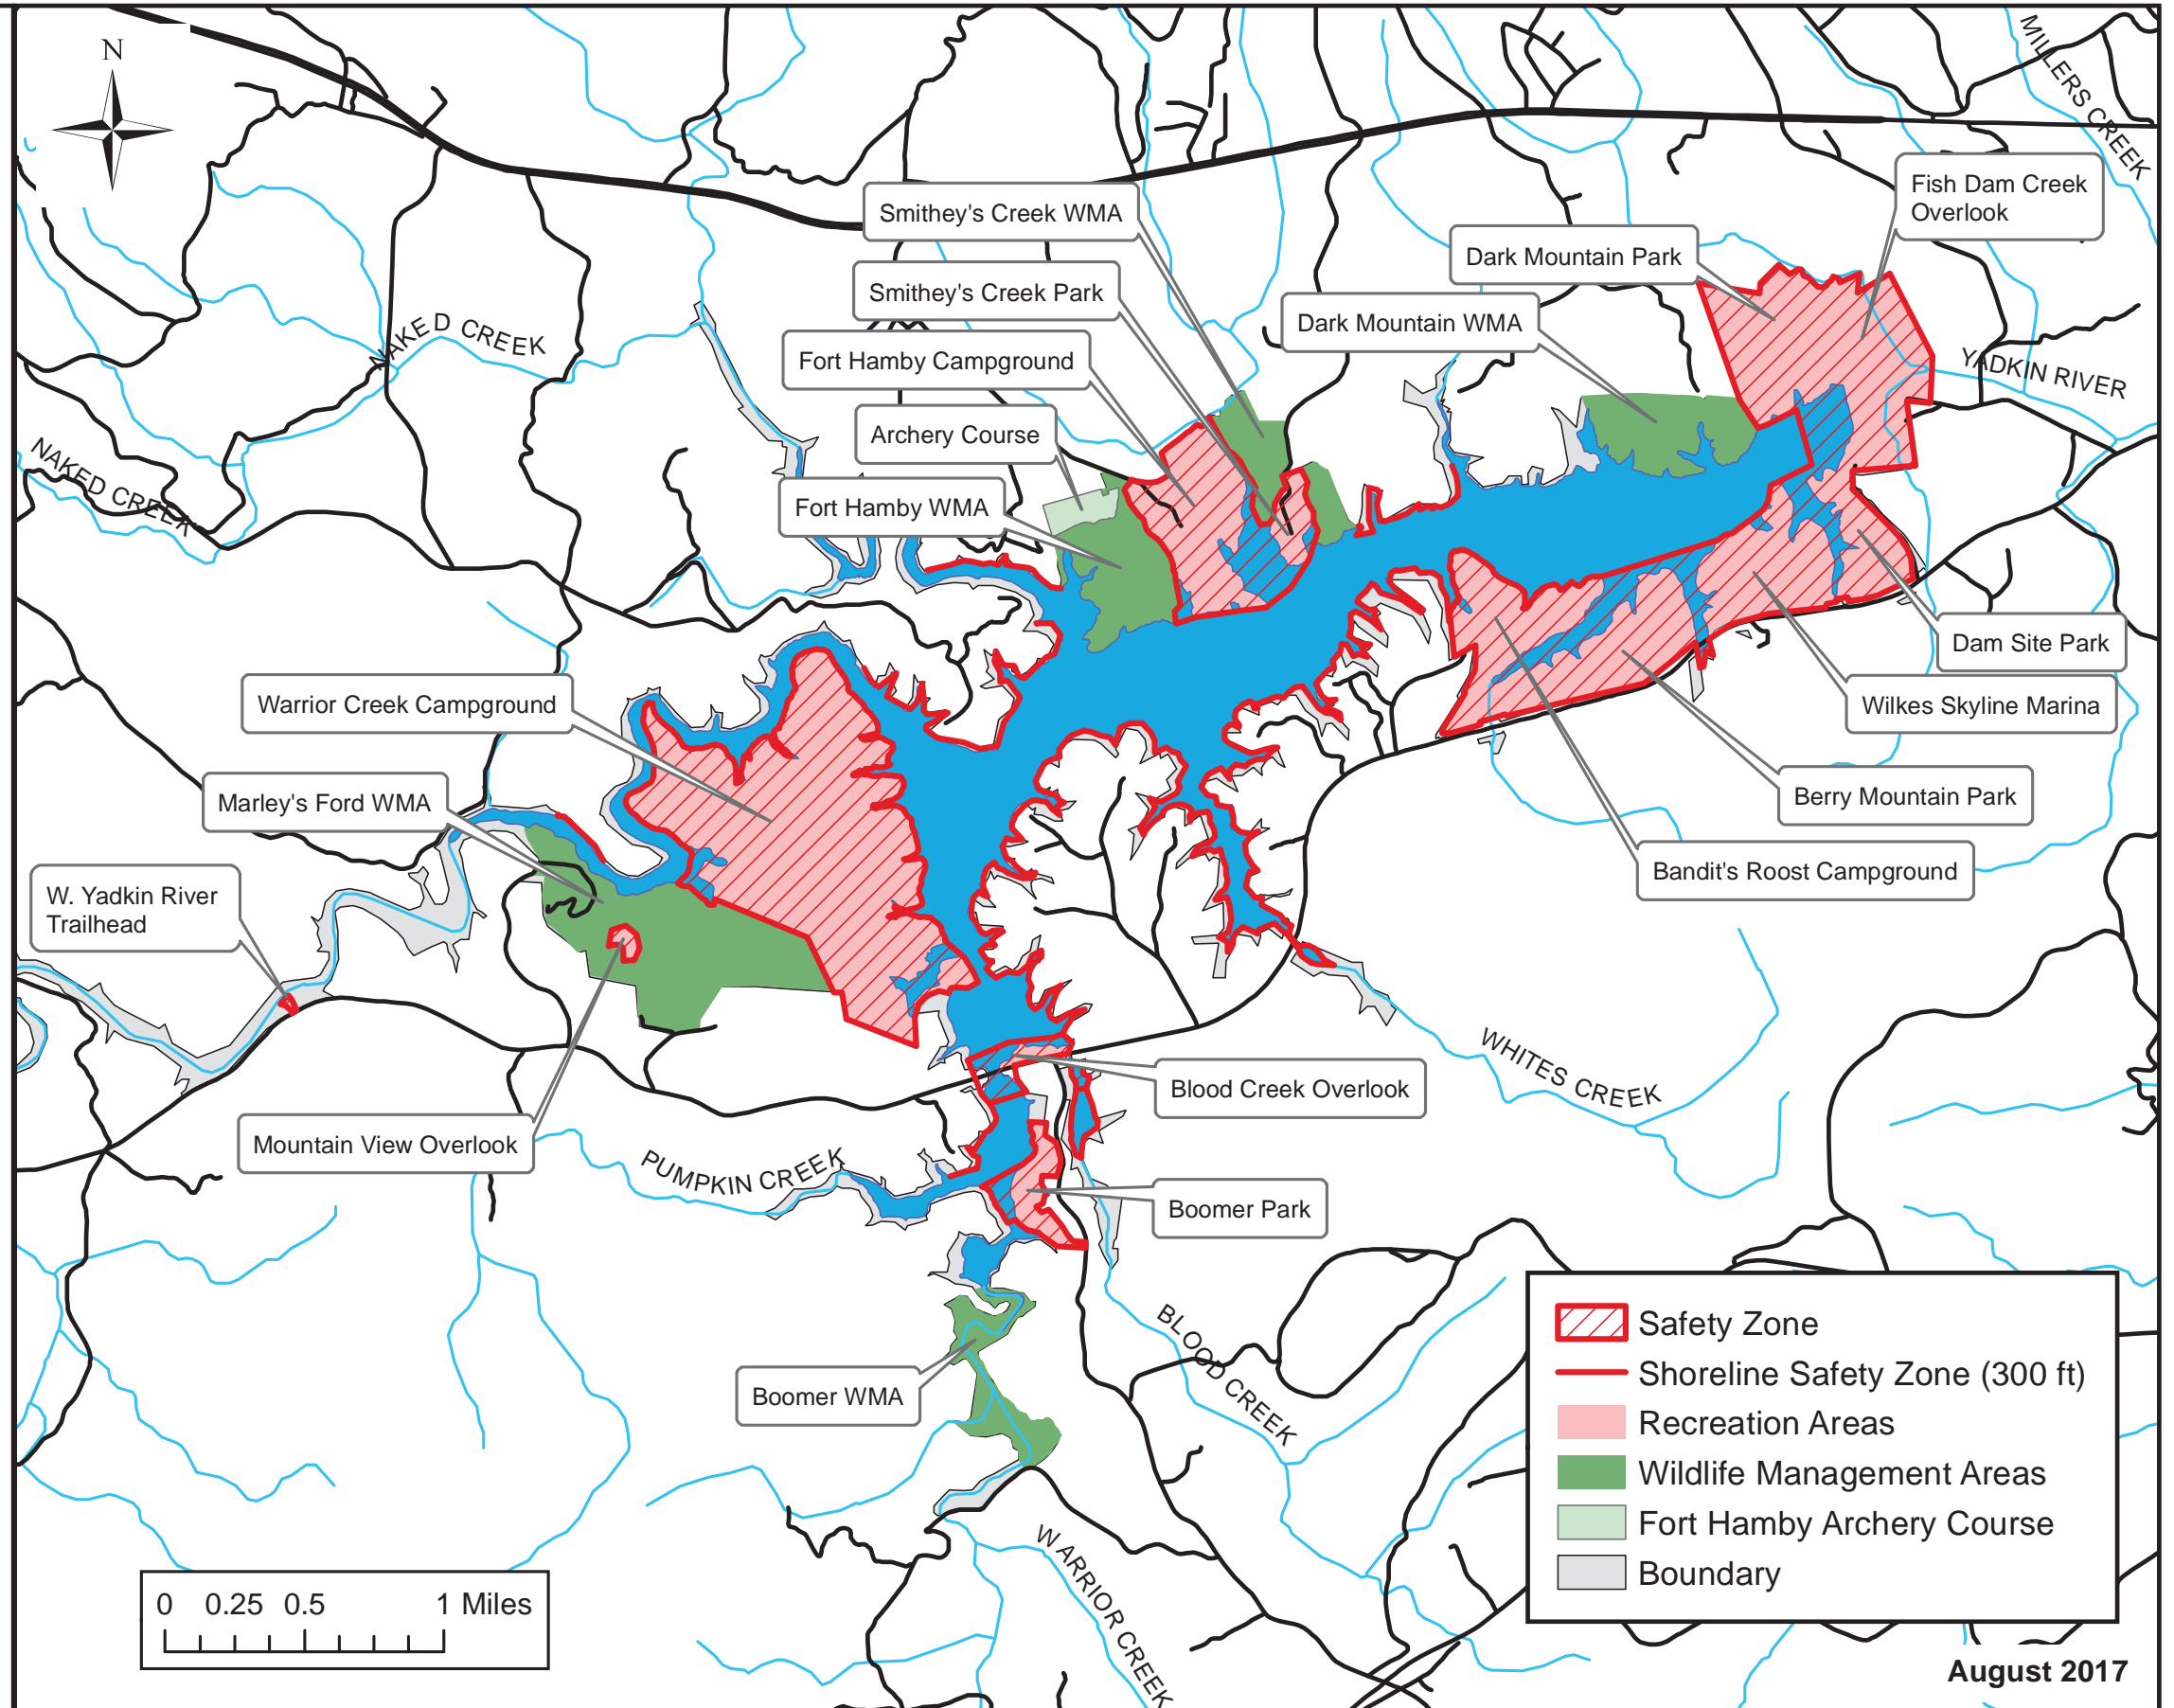 N
MILLERS CREEK
Fish Dam Creek
Overlook
Smithey's Creek WMA
Dark Mountain Park
Smithey's Creek Park
Dark Mountain WMA
NAKED CREEK
Fort Hamby Campground
YADKIN RIVER
Archery Course
NAKED CREEK
Fort Hamby WMA
Dam Site Park
Warrior Creek Campground
Wilkes Skyline Marina
Marley's Ford WMA
Berry Mountain Park
Bandit's Roost Campground
W. Yadkin River
Trailhead
WHITES CREEK
Blood Creek Overlook
Mountain View Overlook
PUMPKIN CREEK
Boomer Park
BLOOD CREEK
Boomer WMA
WARRIOR CREEK
Safety Zone
Shoreline Safety Zone (300 ft)
Recreation Areas
Wildlife Management Areas
Fort Hamby Archery Course
Boundary
0 0.25 0.5 1 Miles
August 2017